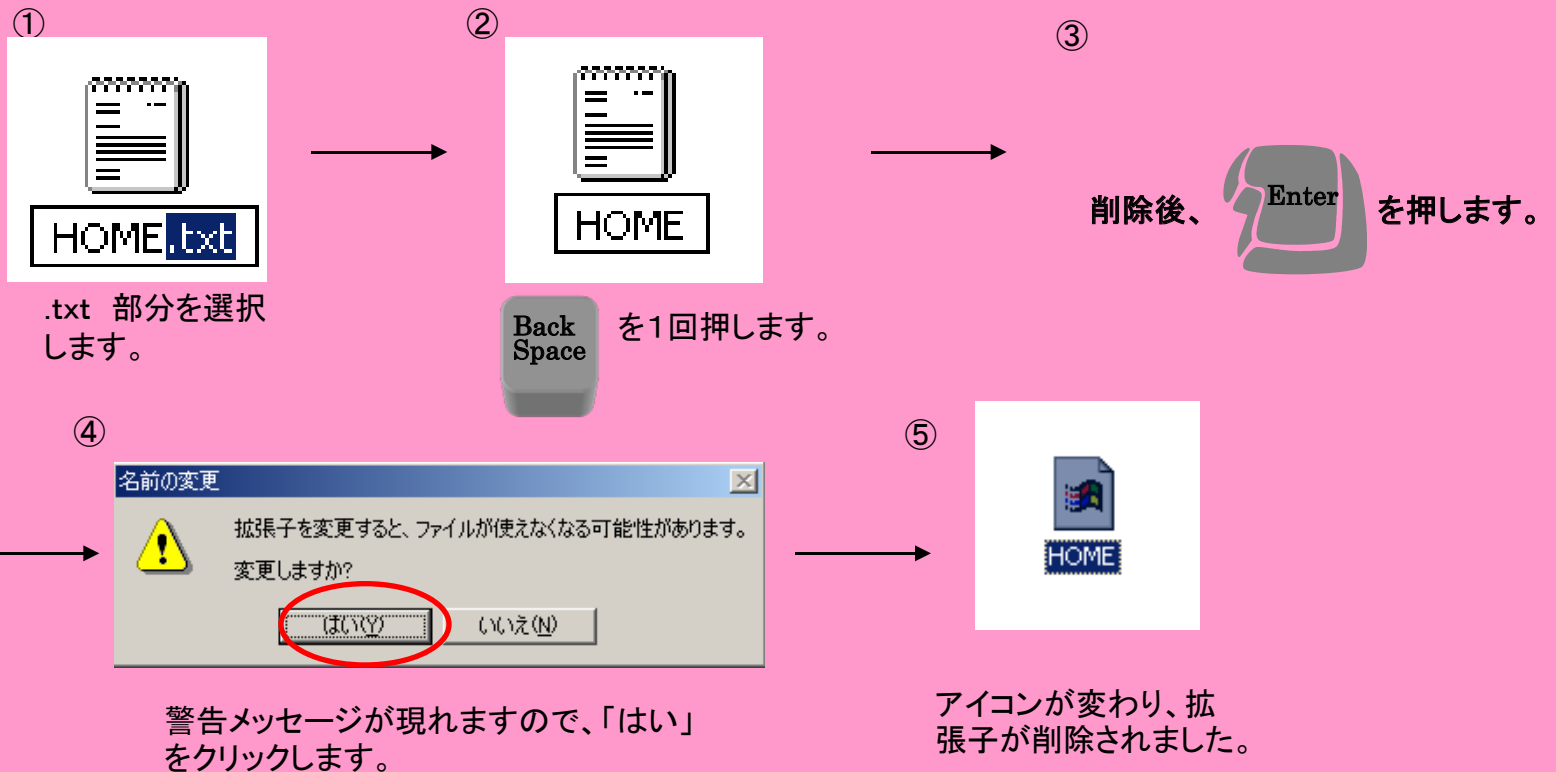 ①
HOME.txt
.txt　部分を選択
します。
②
HOME
Back
Space
を１回押します。
③
削除後、 Enter を押します。
④
名前の変更
拡張子を変更すると、ファイルが使えなくなる可能性があります。
変更しますか?
はい(Y) いいえ(N)
警告メッセージが現れますので、「はい」
をクリックします。
⑤
HOME
アイコンが変わり、拡
張子が削除されました。